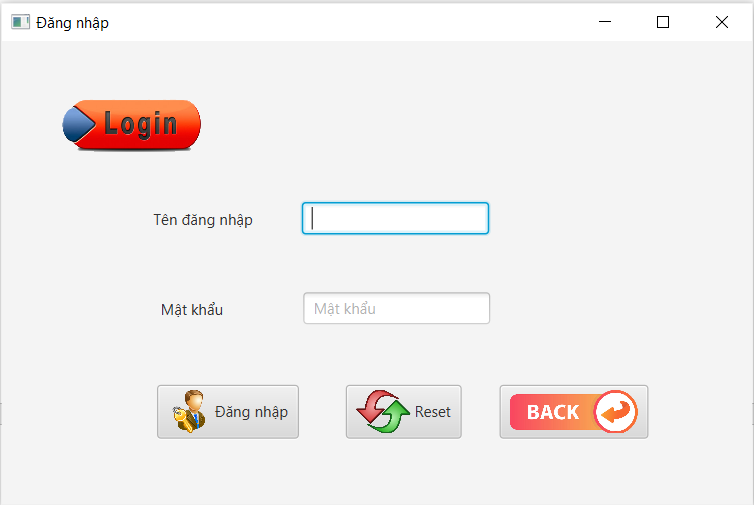 Đăng nhập
Login
Tên đăng nhập
Mật khẩu
Mật khẩu
Đăng nhập
Reset
BACK